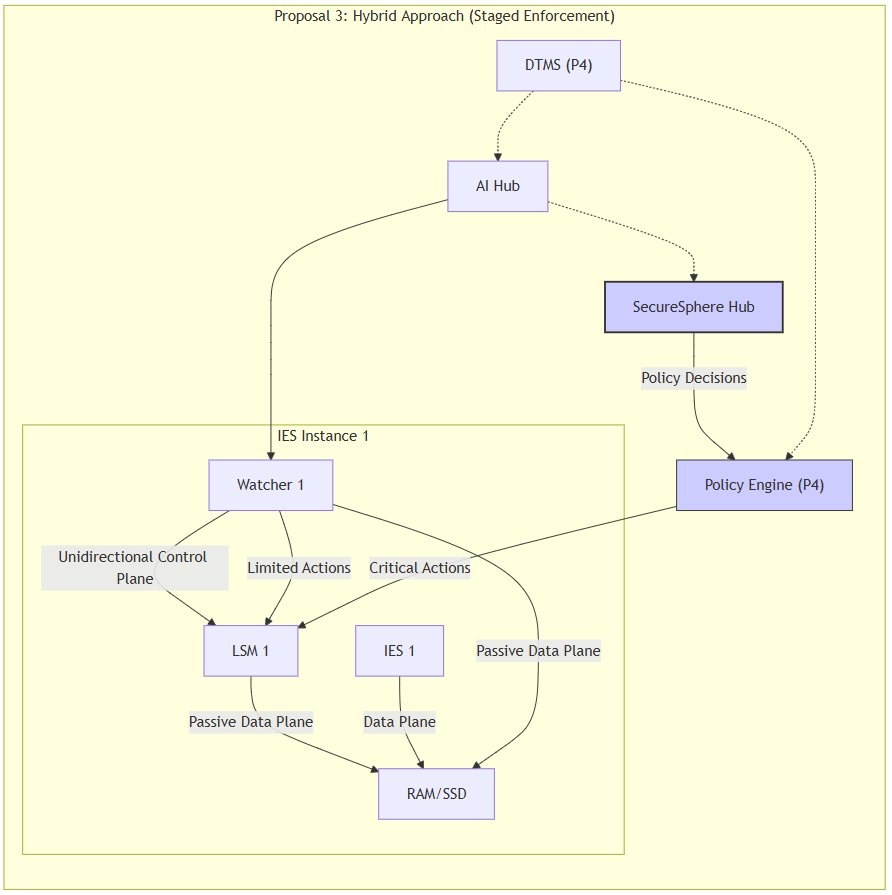 Proposal 3: Hybrid Approach (Staged Enforcement)
DTMS (P4)
AI Hub
SecureSphere Hub
Policy Decisions
IES Instance 1
Watcher 1
Policy Engine (P4)
Unidirectional Control
Plane
Limited Actions
Critical Actions
LSM 1
IES 1
Passive Data Plane
Passive Data Plane
Data Plane
RAM/SSD